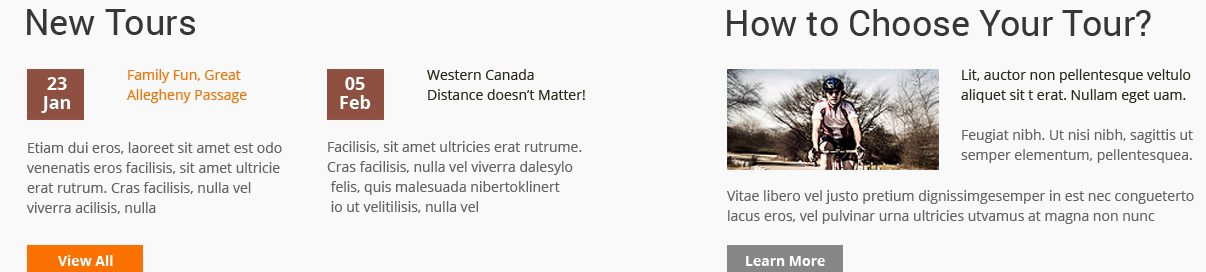 New Tours
23
Jan
Family Fun, Great
Allegheny Passage
Etiam dui eros, laoreet sit amet est odo
venenatis eros facilisis, sit amet ultricie
erat rutrum. Cras facilisis, nulla vel
viverra acilisis, nulla
View All
05
Feb
Western Canada
Distance doesn't Matter!
Facilisis, sit amet ultricies erat rutrume.
Cras facilisis, nulla vel viverra dalesylo
felis, quis malesuada nibertoklinert
io ut velitilisis, nulla vel
How to Choose Your Tour?
Lit, auctor non pellentesque veltulo
aliquet sit t erat. Nullam eget uam.
Feugiat nibh. Ut nisi nibh, sagittis ut
semper elementum, pellentesquea.
Vitae libero vel justo pretium dignissimgesemper in est nec congueterto
lacus eros, vel pulvinar urna ultricies utvamus at magna non nunc
Learn More